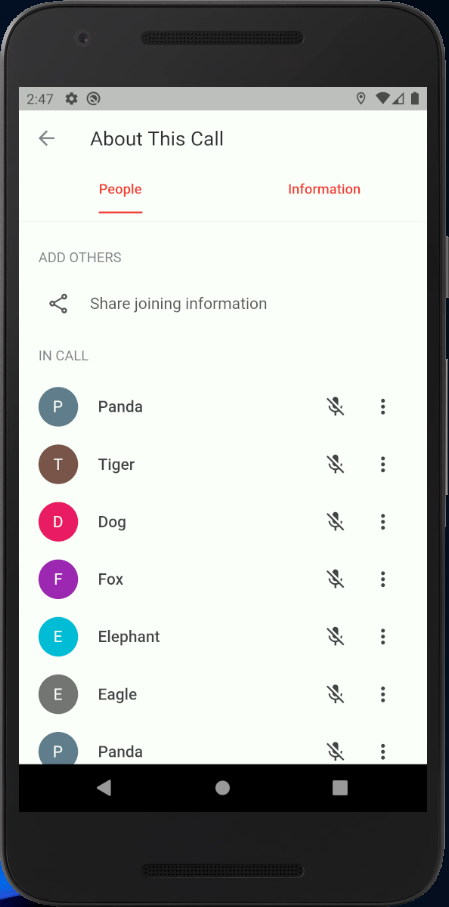 2:47
About This Call
People
Information
ADD OTHERS
Share joining information
IN CALL
P Panda
T Tiger
D Dog
F Fox
E Elephant
E Eagle
P Panda